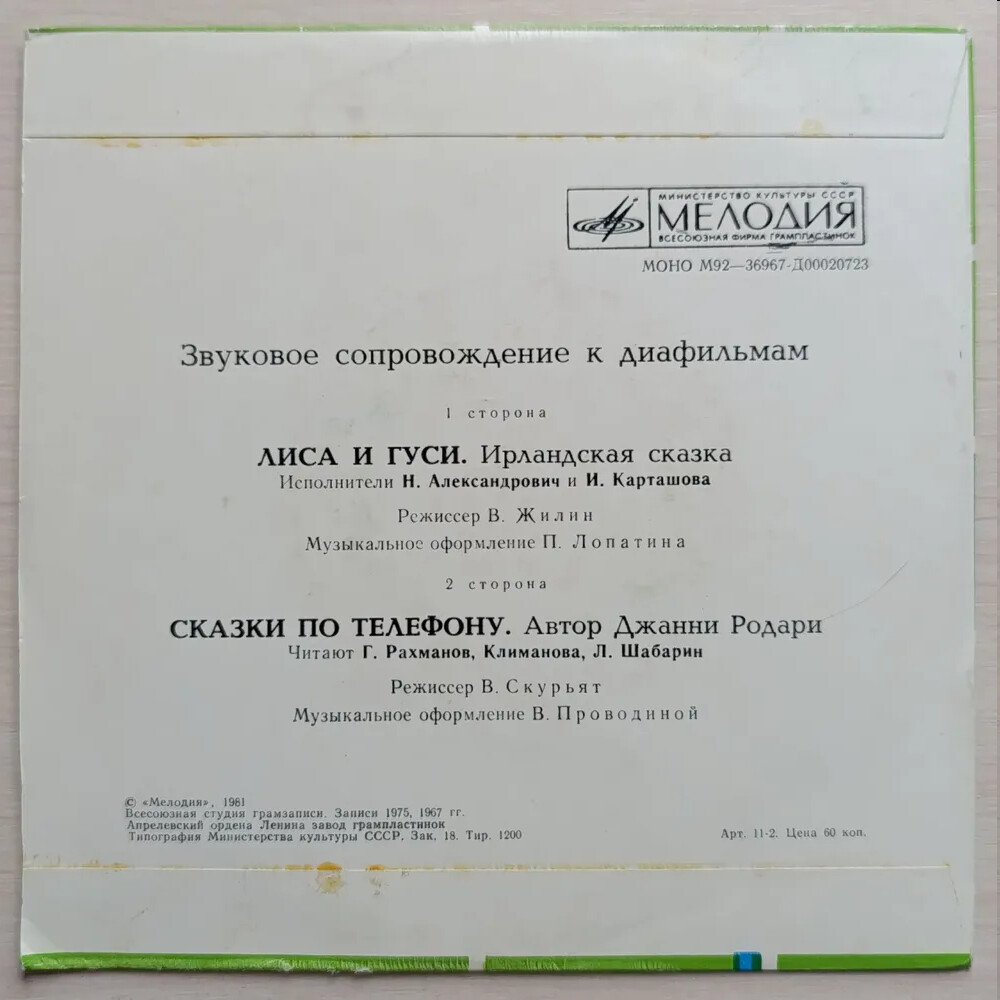 МИНИСТЕРСТВО КУЛЬТУРЫ СССР
МЕЛОДИЯ
ВСЕСОЮЗНАЯ ФИРМА ГРАМПЛАСТИНОК
МОНО М92—36967-Д00020723
Звуковое сопровождение к диафильмам
1 сторона
ЛИСА И ГУСИ. Ирландская сказка
Исполнители Н. Александрович и И. Карташова
Режиссер В. Жилин
Музыкальное оформление П. Лопатина
2 сторона
СКАЗКИ ПО ТЕЛЕФОНУ. Автор Джанни Родари
Читают Г. Рахманов, Климанова, Л. Шабарин
Режиссер В. Скурьят
Музыкальное оформление В. Проводиной
© «Мелодия», 1981
Всесоюзная студия грамзаписи. Записи 1975, 1967 гг.
Апрелевский ордена Ленина завод грампластинок
Типография Министерства культуры СССР. Зак. 18. Тир. 1200
Арт. 11-2. Цена 60 коп.